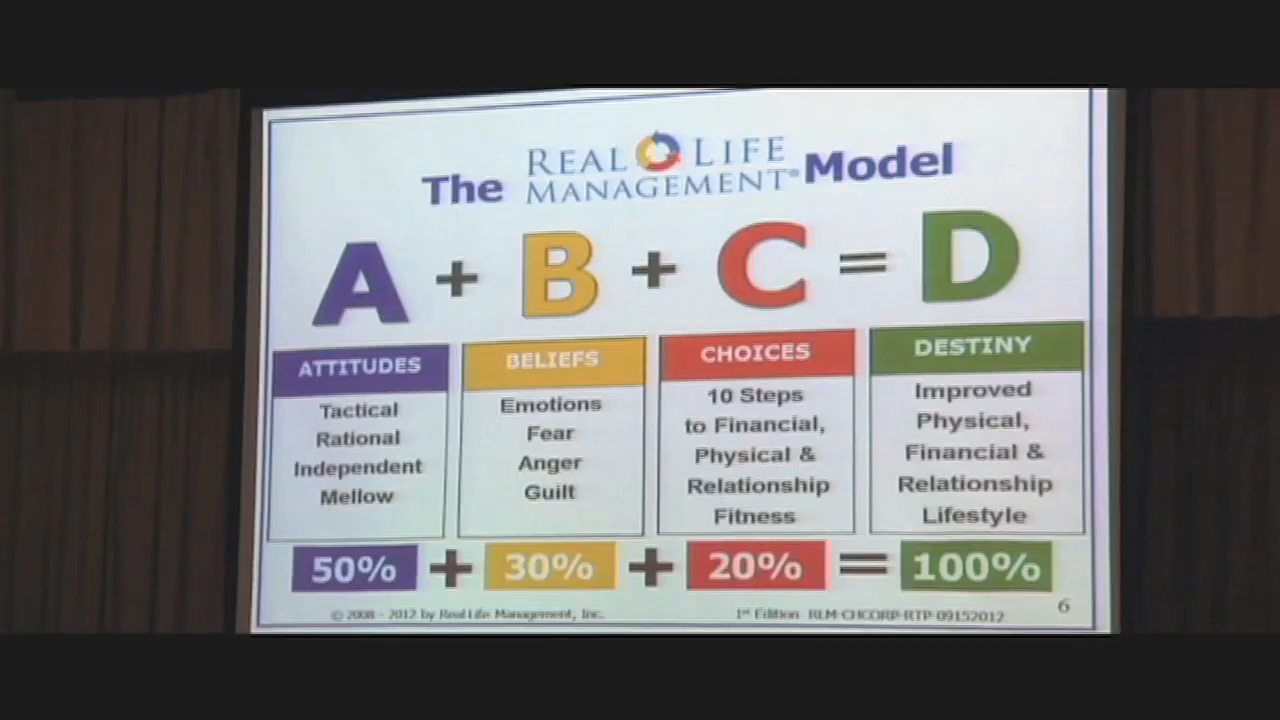 The REAL LIFE MANAGEMENT® Model
A + B + C = D
ATTITUDES
Tactical
Rational
Independent
Mellow
BELIEFS
Emotions
Fear
Anger
Guilt
CHOICES
10 Steps
to Financial,
Physical &
Relationship
Fitness
DESTINY
Improved
Physical,
Financial &
Relationship
Lifestyle
50% + 30% + 20% = 100%
© 2008 - 2012 by Real Life Management, Inc.
1st Edition RLM-CHCORP-RTP-09152012
6